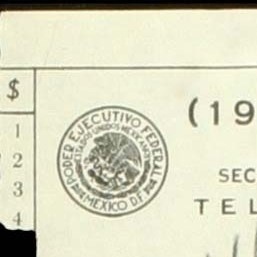 $
1
2
3
4
PODER EJECUTIVO FEDERAL
ESTADOS UNIDOS MEXICANOS
MEXICO D.F.
(19
SEC
TEL